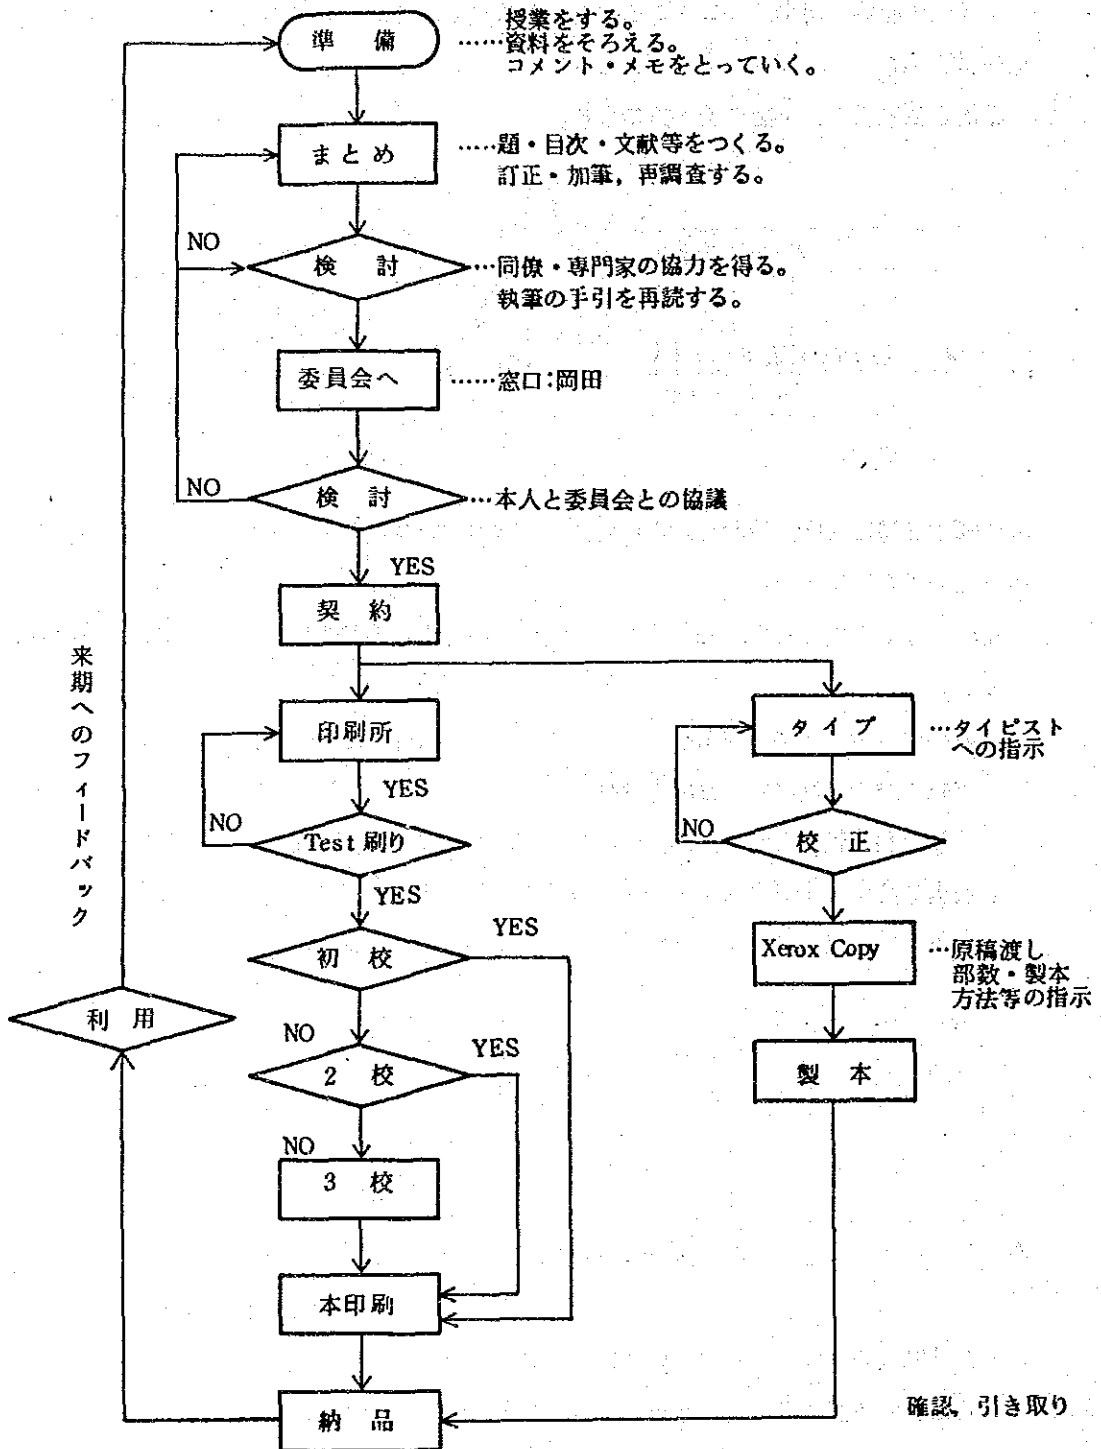 準 備
授業をする。
……資料をそろえる。
コメント・メモをとっていく。
まとめ
……題・目次・文献等をつくる。
訂正・加筆，再調査する。
NO
検 討
…同僚・専門家の協力を得る。
執筆の手引を再読する。
委員会へ
……窓口：岡田
NO
検 討
…本人と委員会との協議
YES
契 約
来期へのフィードバック
印刷所
タ イ プ
…タイピスト
への指示
YES
NO
Test 刷り
NO
校 正
YES
YES
初 校
Xerox Copy
…原稿渡し
部数・製本
方法等の指示
利 用
NO
YES
2 校
製 本
NO
3 校
本印刷
納 品
確認，引き取り